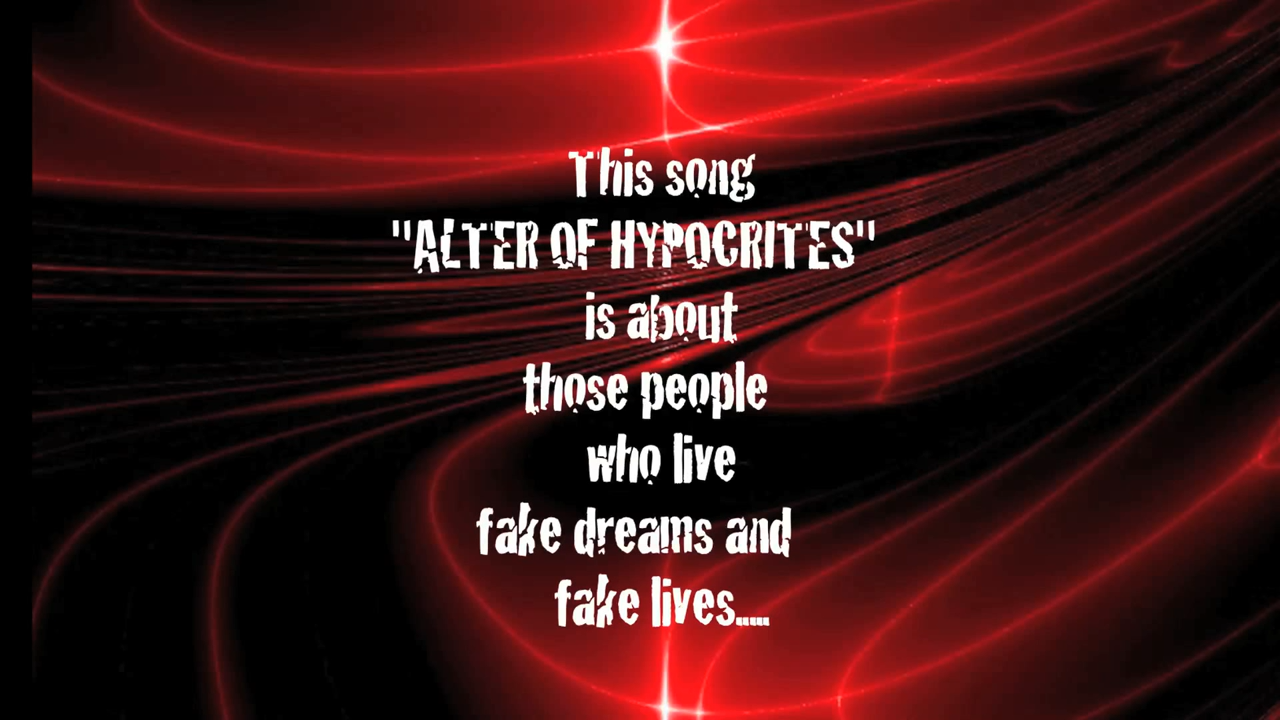 This song
"ALTER OF HYPOCRITES"
is about
those people
who live
fake dreams and
fake lives.....